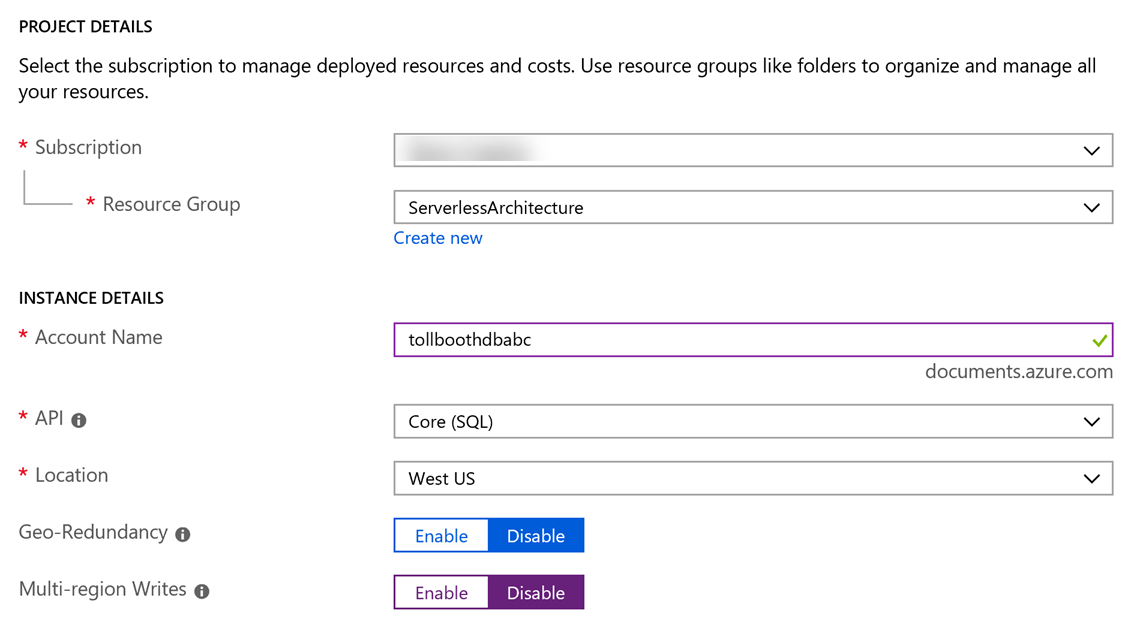 PROJECT DETAILS
Select the subscription to manage deployed resources and costs. Use resource groups like folders to organize and manage all
your resources.
* Subscription
* Resource Group
ServerlessArchitecture
Create new
INSTANCE DETAILS
* Account Name
tollboothdbabc
documents.azure.com
* API
Core (SQL)
* Location
West US
Geo-Redundancy
Enable Disable
Multi-region Writes
Enable Disable